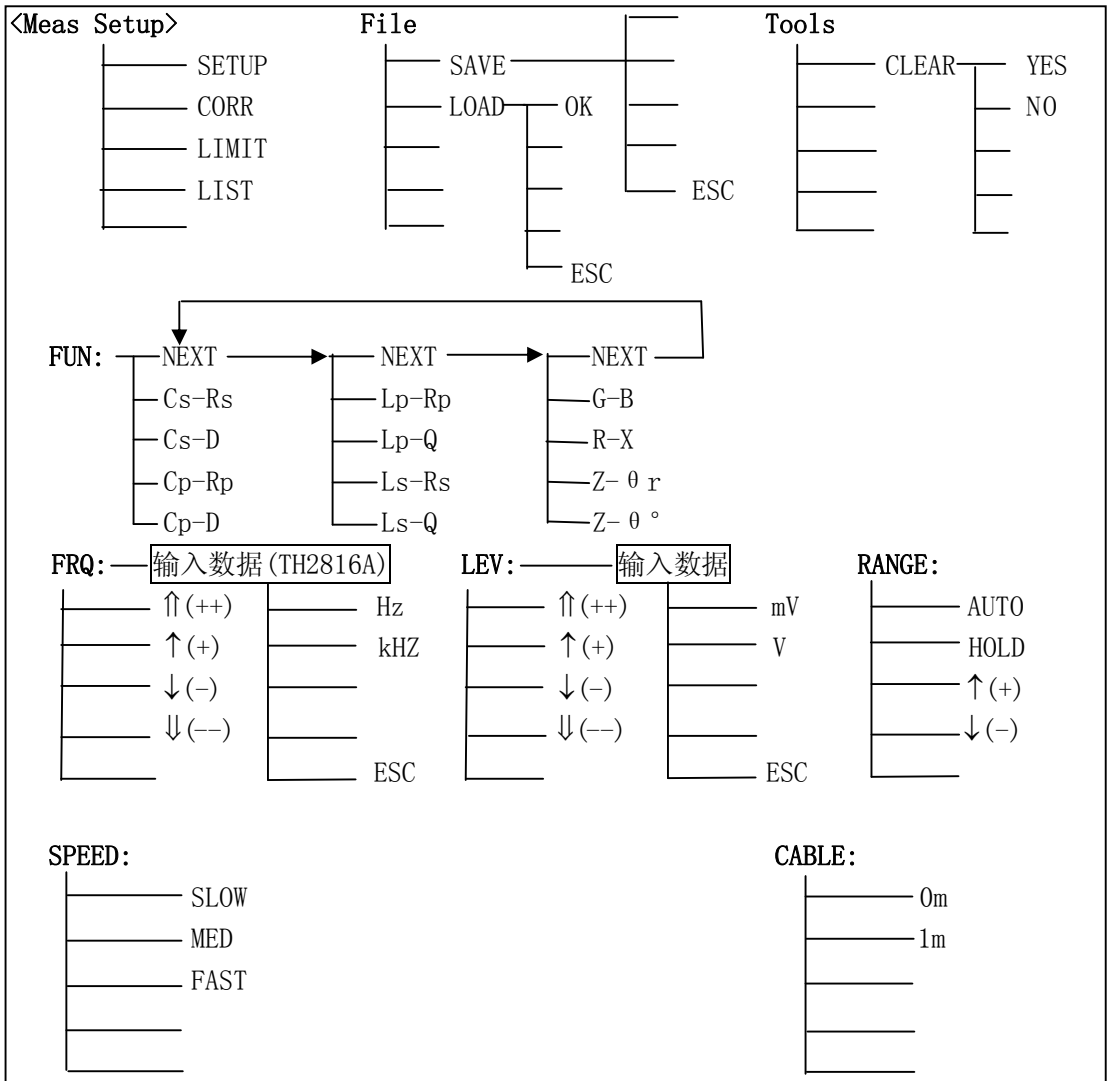 <Meas Setup> File Tools
SETUP SAVE CLEAR YES
CORR LOAD OK NO
LIMIT
LIST ESC
ESC
FUN: NEXT NEXT NEXT
Cs-Rs Lp-Rp G-B
Cs-D Lp-Q R-X
Cp-Rp Ls-Rs Z-θr
Cp-D Ls-Q Z-θ°
FRQ: 输入数据(TH2816A) LEV: 输入数据 RANGE:
⇑(++) Hz ⇑(++) mV AUTO
↑(+) kHZ ↑(+) V HOLD
↓(-) ↓(-) ↑(+)
⇓(--) ⇓(--) ↓(-)
ESC ESC
SPEED: CABLE:
SLOW 0m
MED 1m
FAST